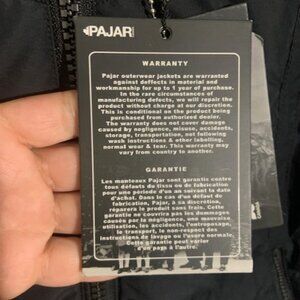 PAJAR
WARRANTY
Pajar outerwear jackets are warranted
against deffects in material and
workmanship for up to 1 year of purchase.
In the rare circumstances of
manufacturing defects, we will repair the
product without charge at our discretion.
This is conditional on the product being
purchased from authorized dealer.
The warranty does not cover damage
caused by negligence, misuse, accidents,
storage, transportation, not following
wash instructions & other labelling,
normal wear & tear. This warranty may
vary from country to another.
GARANTIE
Les manteaux Pajar sont garantis contre
tous défauts du tissu ou de fabrication
pour une période d'un an suivant la date
d'achat. Dans le cas d'un défaut de
fabrication, Pajar, à sa discrétion,
reparera le produit sans frais. Cette
garantie ne couvrira pas les dommages
causés par la négligence, une mauvaise
utilisation, les accidents, l'entreposage,
le transport, le non-respect des
instructions de lavage ou l'usure normale.
Cette garantie peut varier
d'un pays à l'autre.